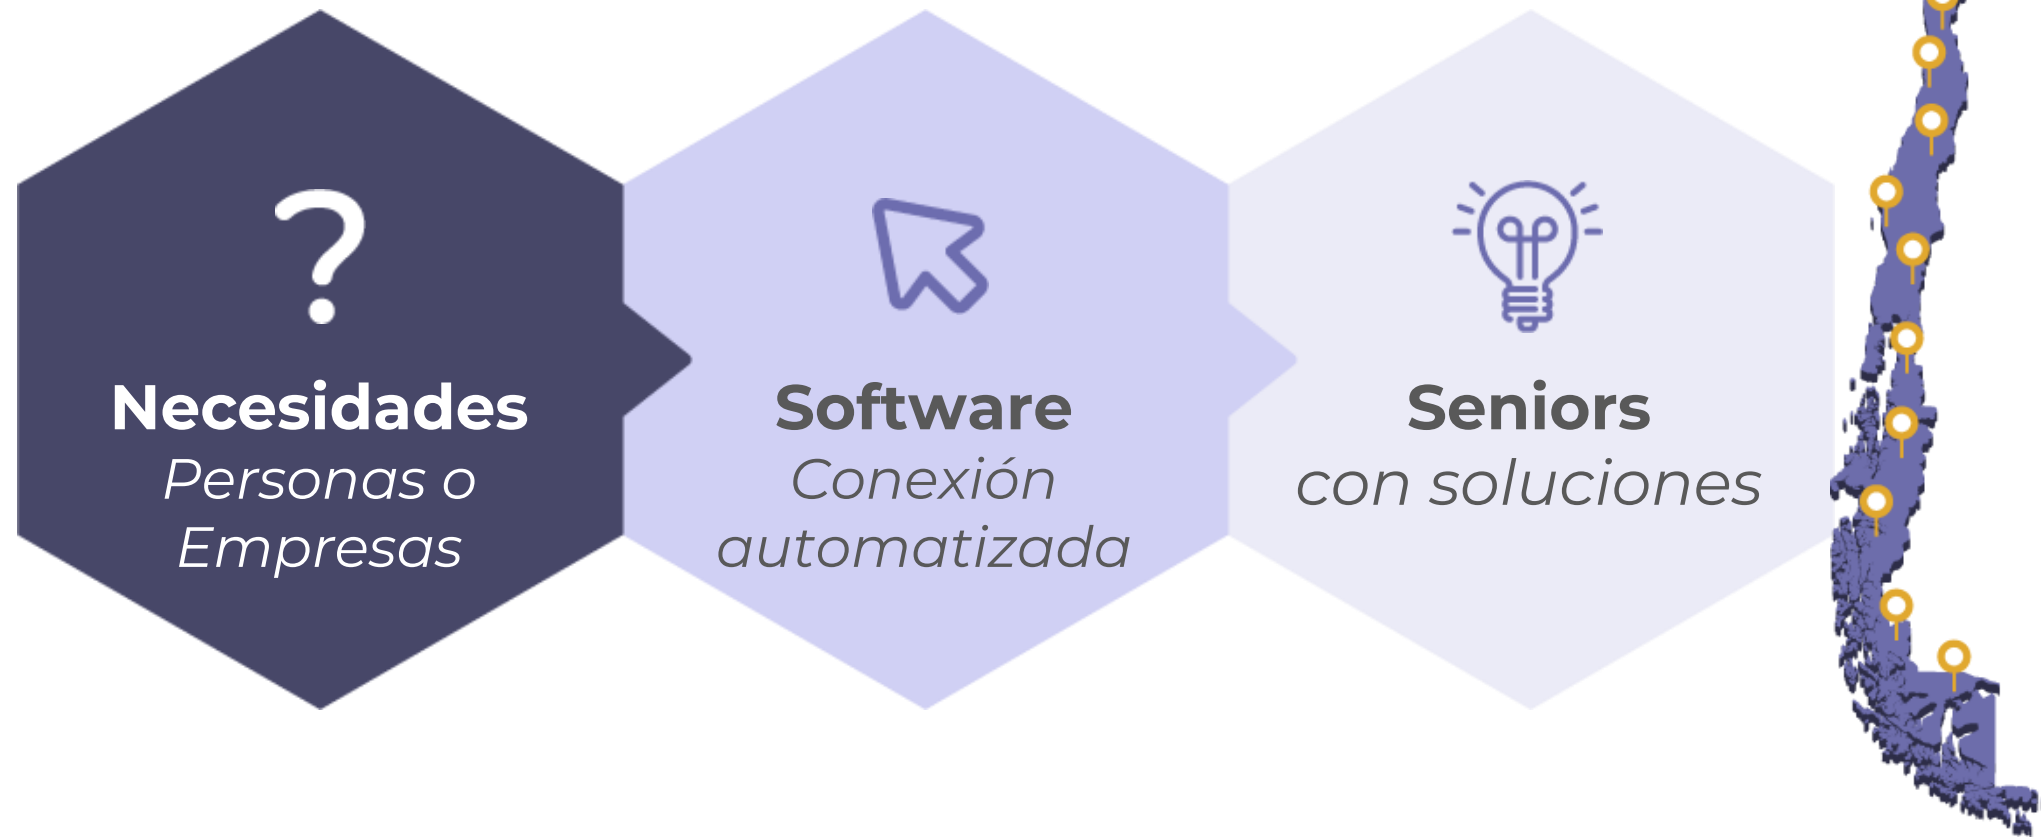 Necesidades
Personas o
Empresas
Software
Conexión
automatizada
Seniors
con soluciones